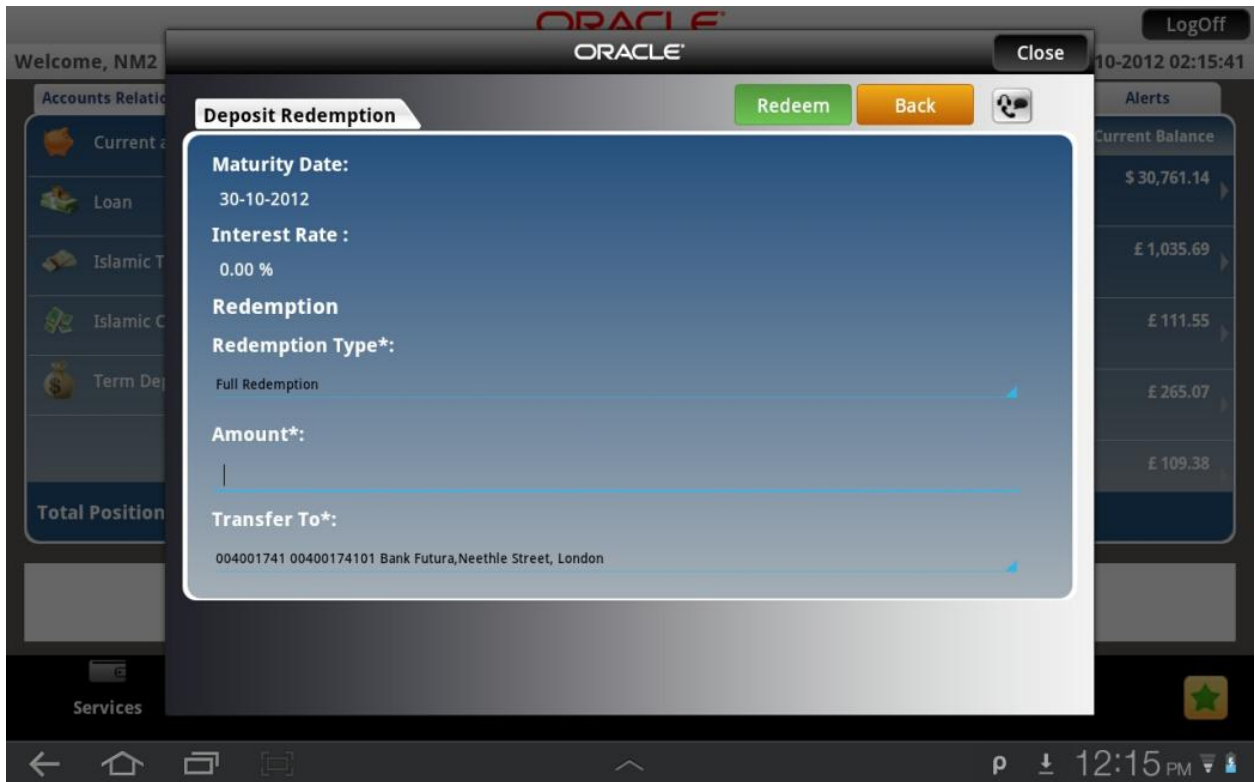 ORACLE
LogOff
ORACLE
Close
Welcome, NM2
10-2012 02:15:41
Accounts
Alerts
Deposit Redemption
Redeem
Back
Current
Current Balance
Maturity Date:
30-10-2012
$ 30,761.14
Loan
Interest Rate :
0.00 %
Islamic
£ 1,035.69
Redemption
Islamic
£ 111.55
Redemption Type*:
Full Redemption
Term
£ 265.07
Amount*:
£ 109.38
Total Position
Transfer To*:
004001741 00400174101 Bank Futura,Neethle Street, London
Services
12:15 PM